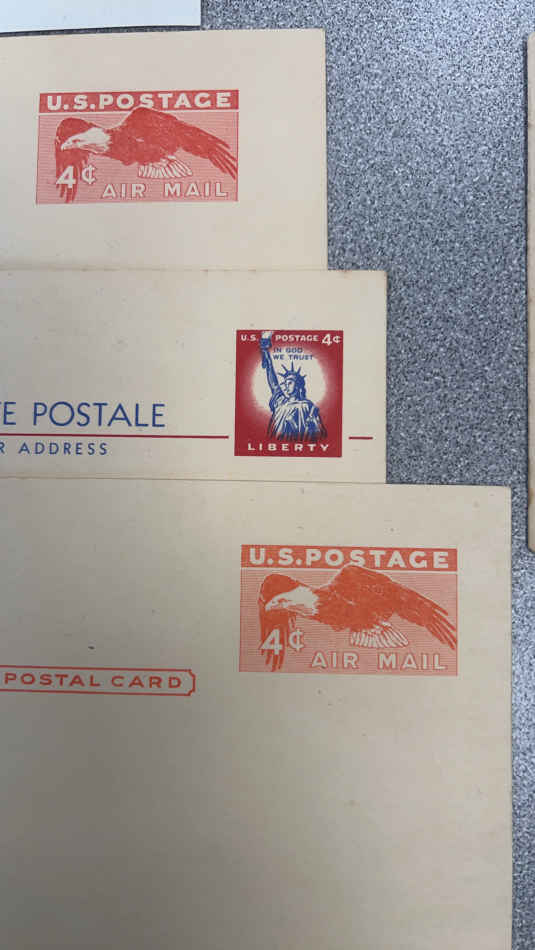 U.S.POSTAGE
4¢
AIR MAIL
U.S. POSTAGE 4¢
IN GOD
WE TRUST
LIBERTY
POSTALE
ADDRESS
U.S.POSTAGE
4¢
AIR MAIL
POSTAL CARD